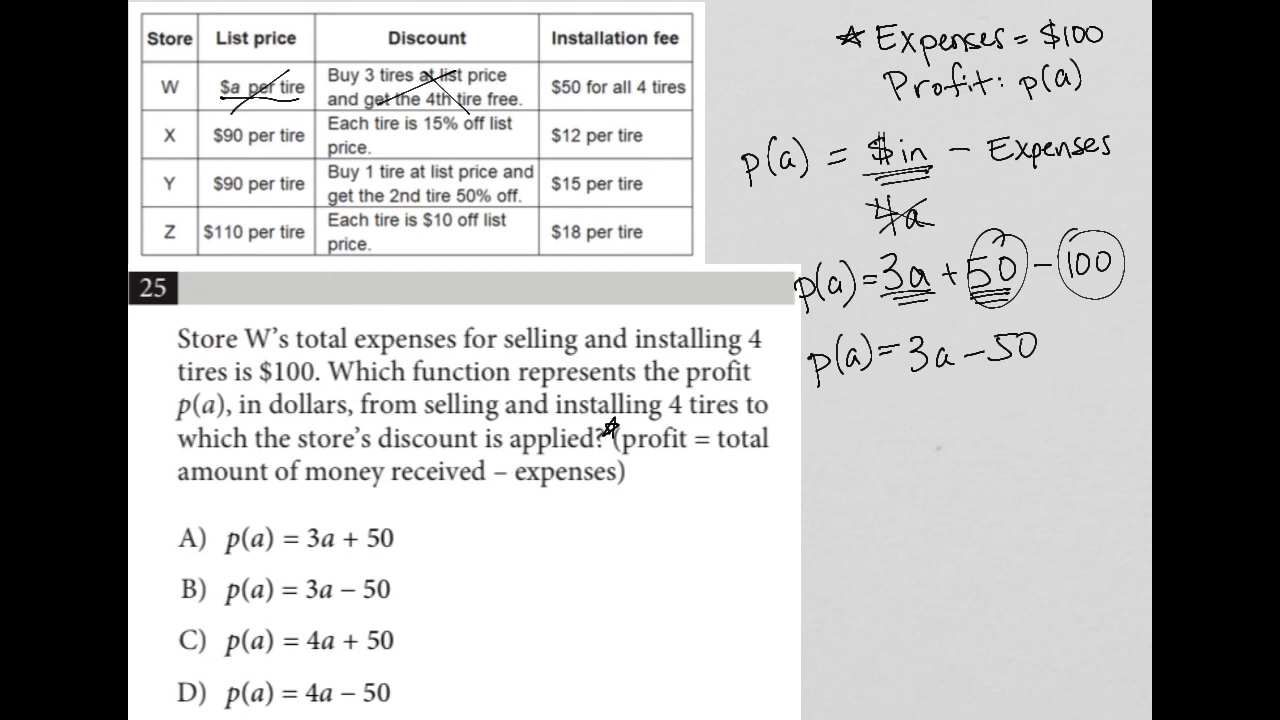 Store List price Discount Installation fee
W $a per tire Buy 3 tires at list price and get the 4th tire free. $50 for all 4 tires
X $90 per tire Each tire is 15% off list price. $12 per tire
Y $90 per tire Buy 1 tire at list price and get the 2nd tire 50% off. $15 per tire
Z $110 per tire Each tire is $10 off list price. $18 per tire
25
Store W's total expenses for selling and installing 4
tires is $100. Which function represents the profit
p(a), in dollars, from selling and installing 4 tires to
which the store's discount is applied? (profit = total
amount of money received – expenses)
A) p(a) = 3a + 50
B) p(a) = 3a – 50
C) p(a) = 4a + 50
D) p(a) = 4a – 50
☆ Expenses = $100
Profit: p(a)
p(a) = $in - Expenses
4a
p(a) = 3a + 50 - 100
p(a) = 3a - 50